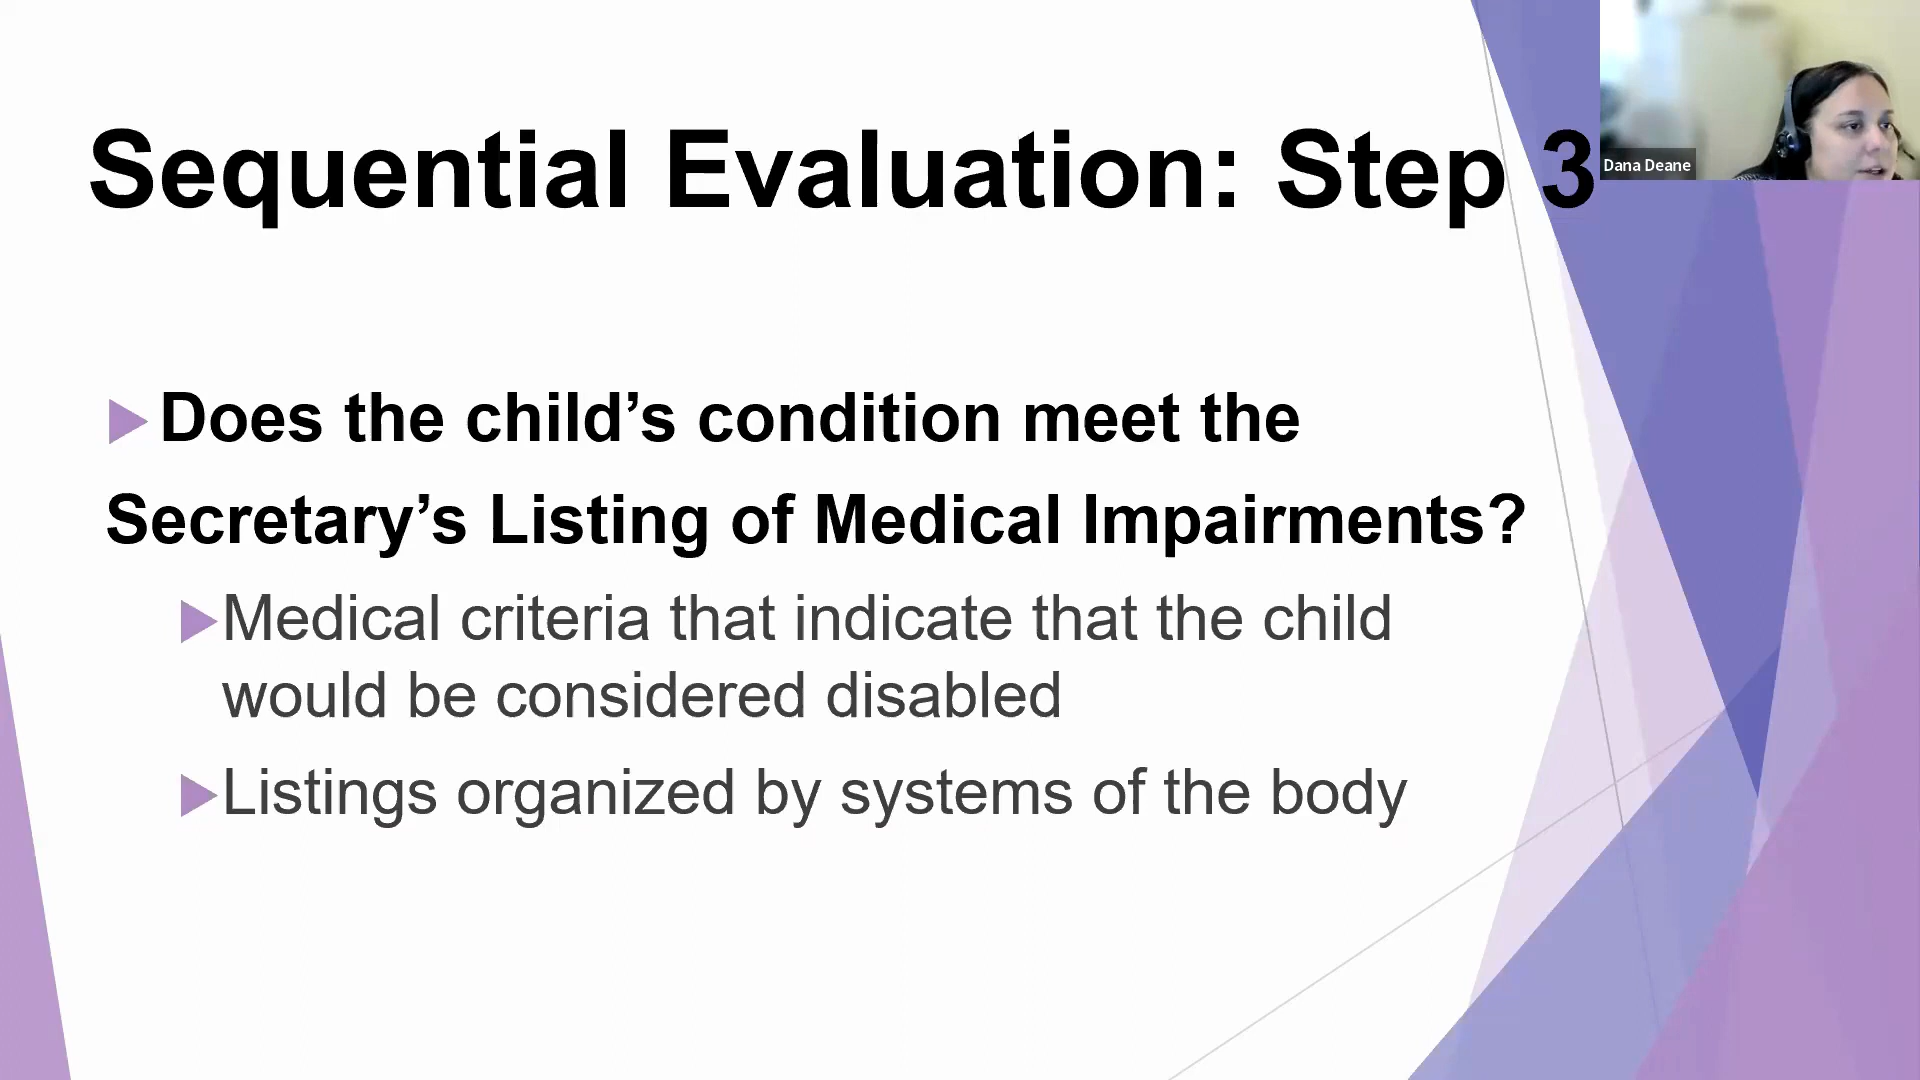 Sequential Evaluation: Step 3
Dana Deane
Does the child’s condition meet the
Secretary’s Listing of Medical Impairments?
Medical criteria that indicate that the child
would be considered disabled
Listings organized by systems of the body